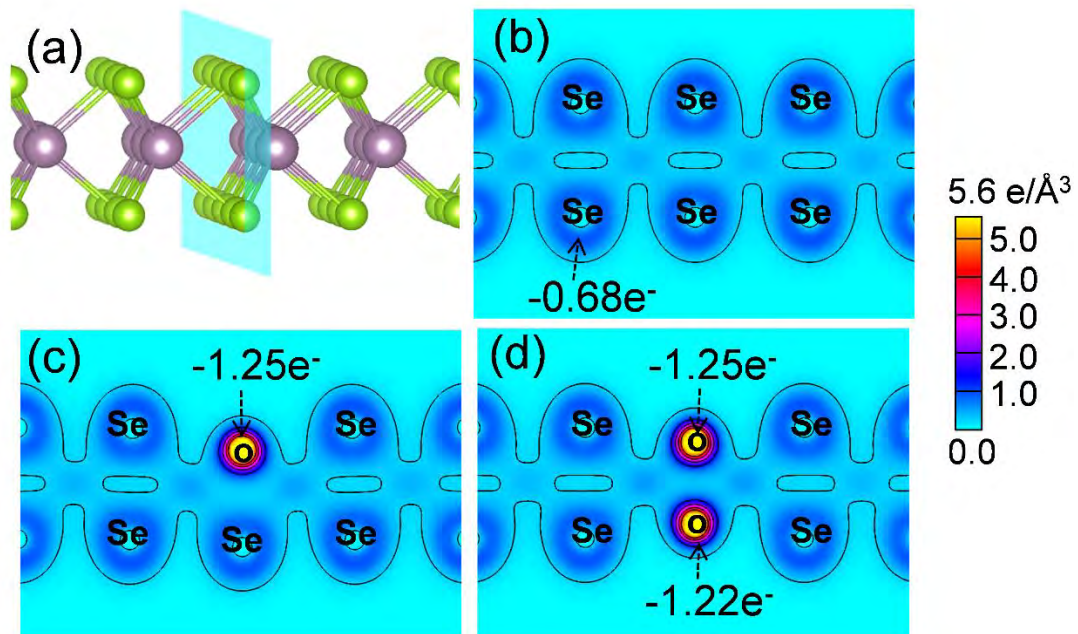 (a)
(b)
Se Se Se
Se Se Se
-0.68e⁻
5.6 e/Å³
5.0
4.0
3.0
2.0
1.0
0.0
(c)
-1.25e⁻
Se O Se
Se Se Se
(d)
-1.25e⁻
Se O Se
Se O Se
-1.22e⁻